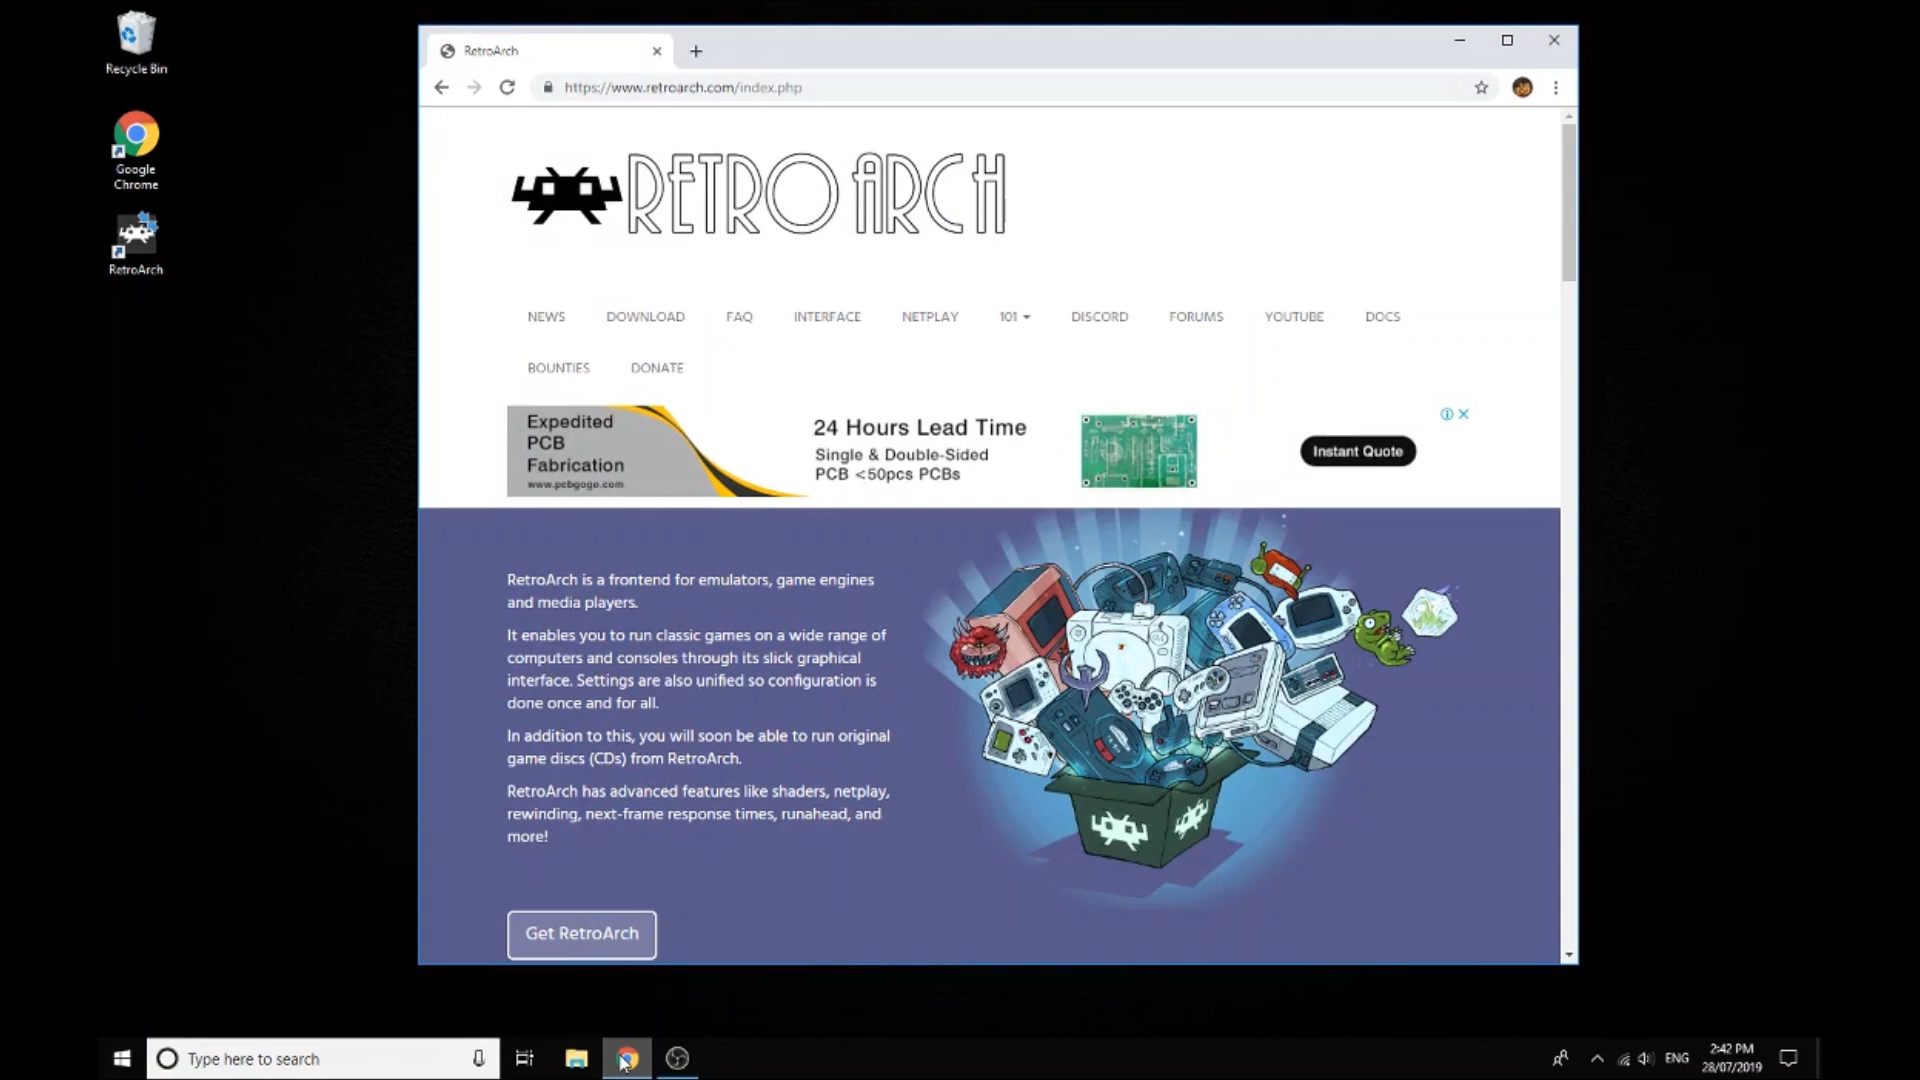 Recycle Bin
Google
Chrome
RetroArch
RetroArch
https://www.retroarch.com/index.php
RETROARCH
NEWS DOWNLOAD FAQ INTERFACE NETPLAY 101 DISCORD FORUMS YOUTUBE DOCS
BOUNTIES DONATE
Expedited
PCB
Fabrication
www.pcbgogo.com
24 Hours Lead Time
Single & Double-Sided
PCB <50pcs PCBs
Instant Quote
RetroArch is a frontend for emulators, game engines
and media players.
It enables you to run classic games on a wide range of
computers and consoles through its slick graphical
interface. Settings are also unified so configuration is
done once and for all.
In addition to this, you will soon be able to run original
game discs (CDs) from RetroArch.
RetroArch has advanced features like shaders, netplay,
rewinding, next-frame response times, runahead, and
more!
Get RetroArch
Type here to search
ENG
2:42 PM
28/07/2019